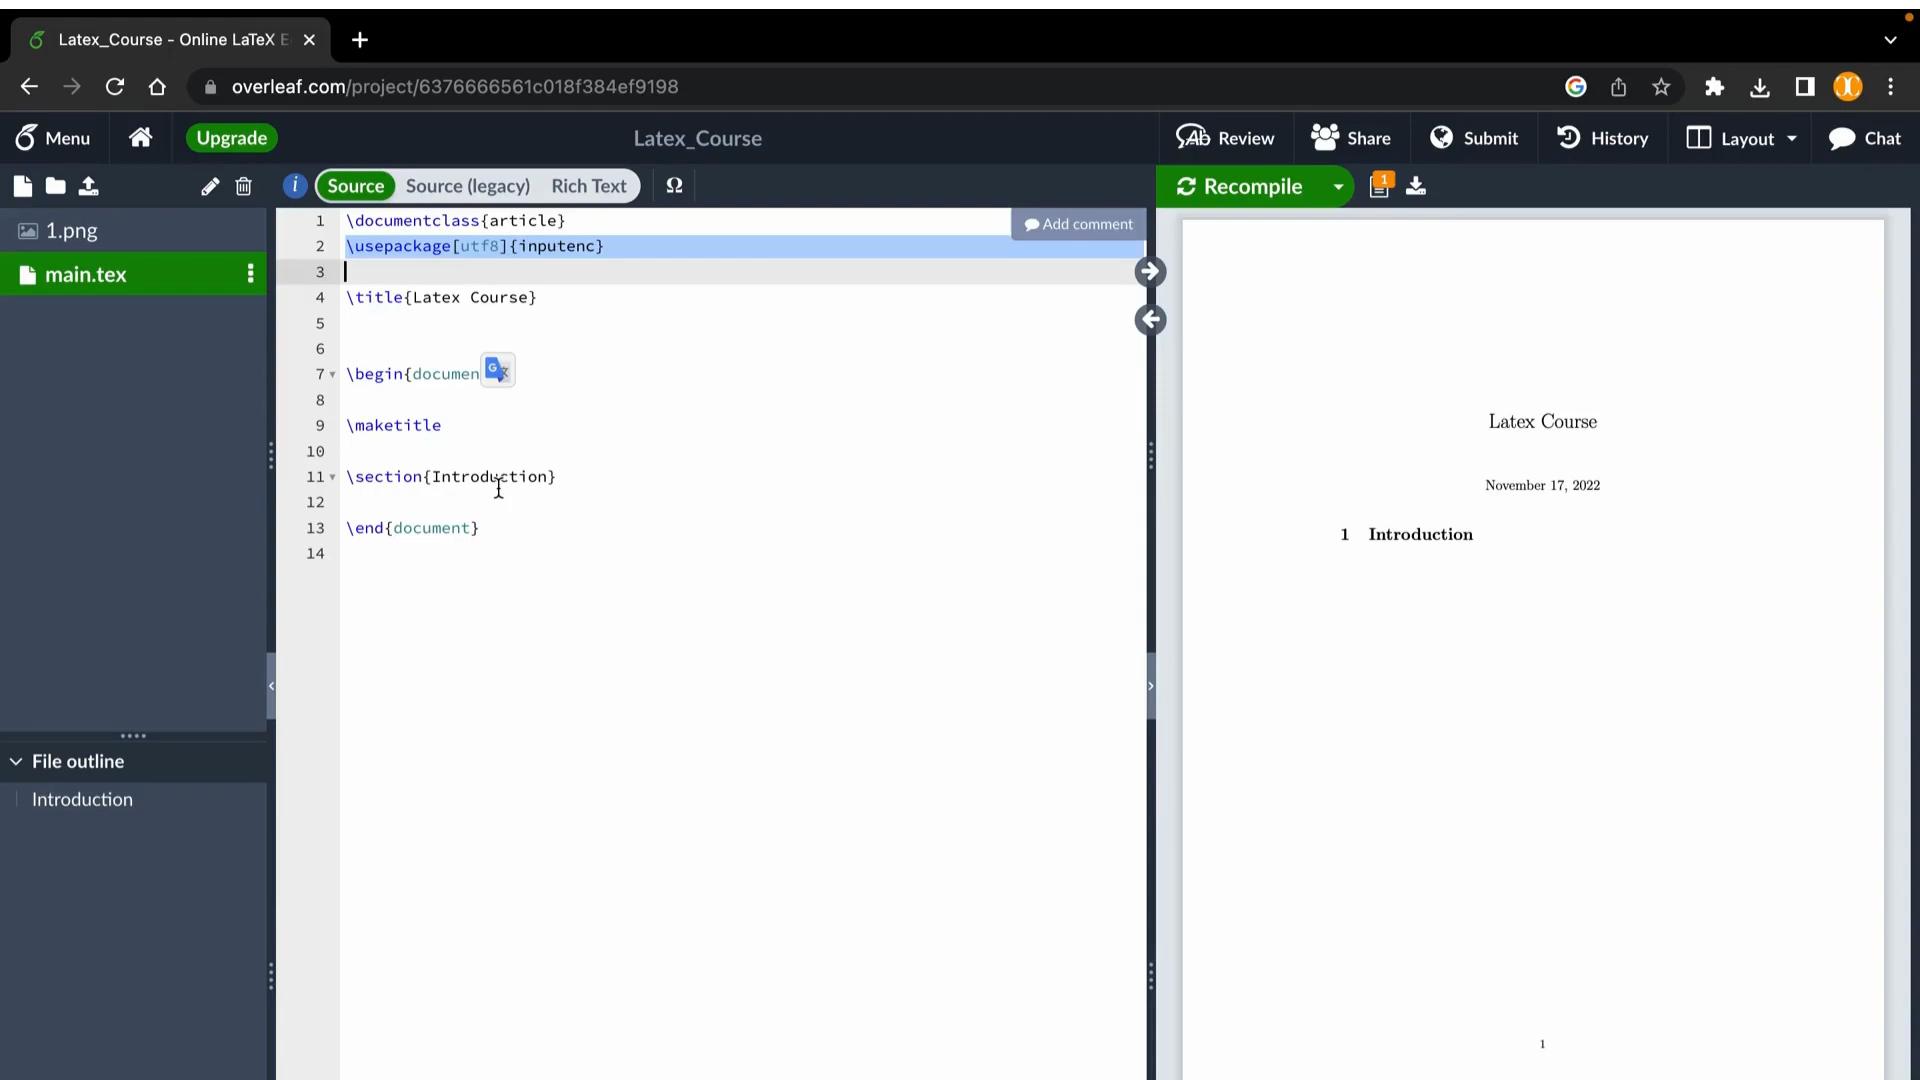 Latex_Course - Online LaTeX E
overleaf.com/project/6376666561c018f384ef9198
Menu
Upgrade
Latex_Course
Review
Share
Submit
History
Layout
Chat
Source
Source (legacy)
Rich Text
Ω
Recompile
1
1.png
main.tex
File outline
Introduction
1 \documentclass{article}
Add comment
2 \usepackage[utf8]{inputenc}
3
4 \title{Latex Course}
5
6
7 \begin{documen
8
9 \maketitle
10
11 \section{Introduction}
12
13 \end{document}
14
Latex Course
November 17, 2022
1 Introduction
1